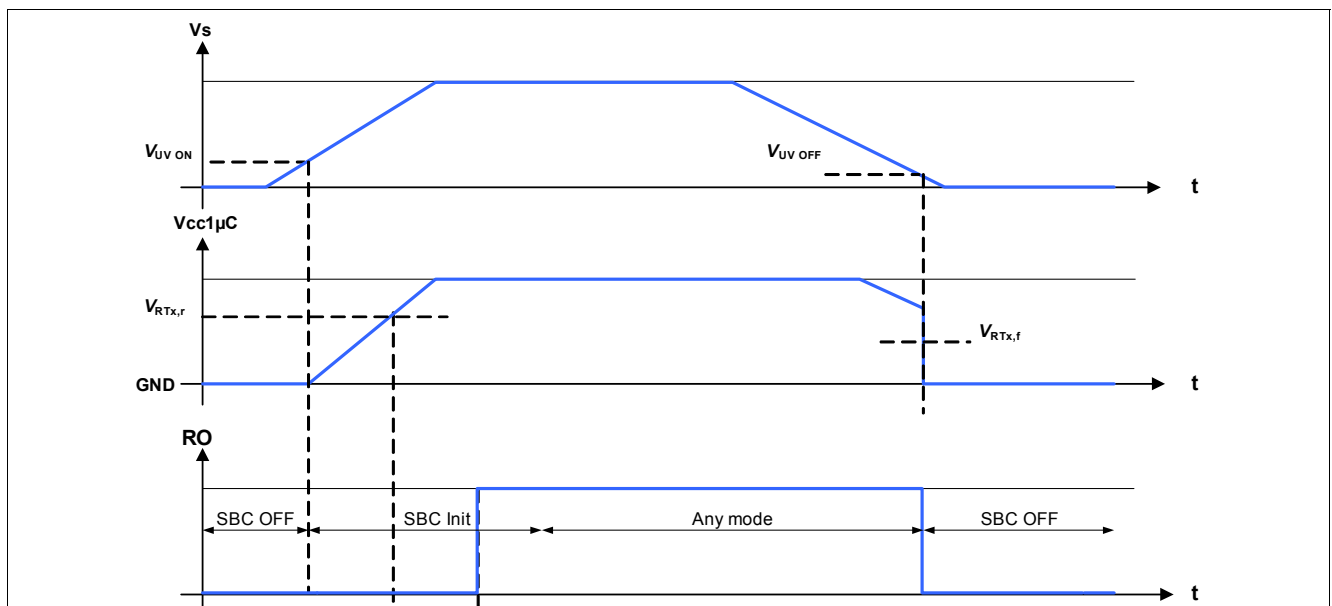 Vs
VUV ON
VUV OFF
t
Vcc1µC
VRTx,r
VRTx,f
GND
t
RO
SBC OFF
SBC Init
Any mode
SBC OFF
t